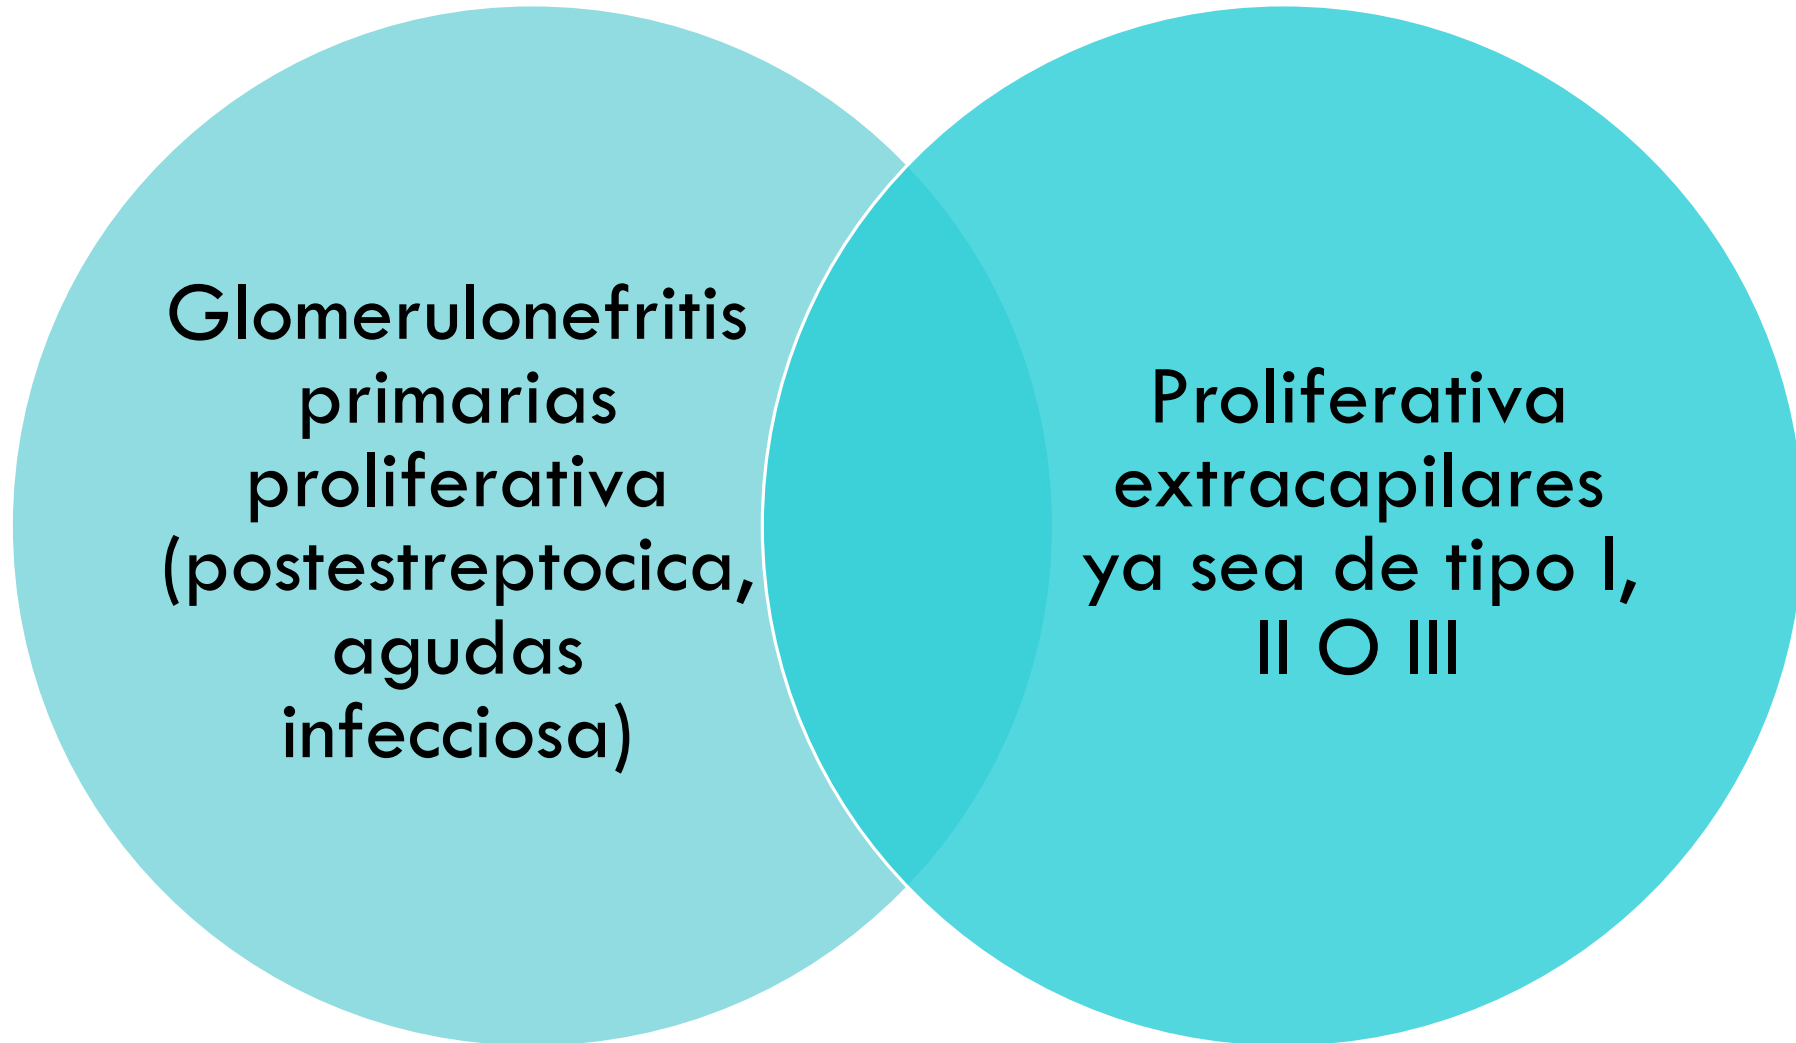 Glomerulonefritis
primarias
proliferativa
(postestreptocica,
agudas
infecciosa)
Proliferativa
extracapilares
ya sea de tipo I,
II O III